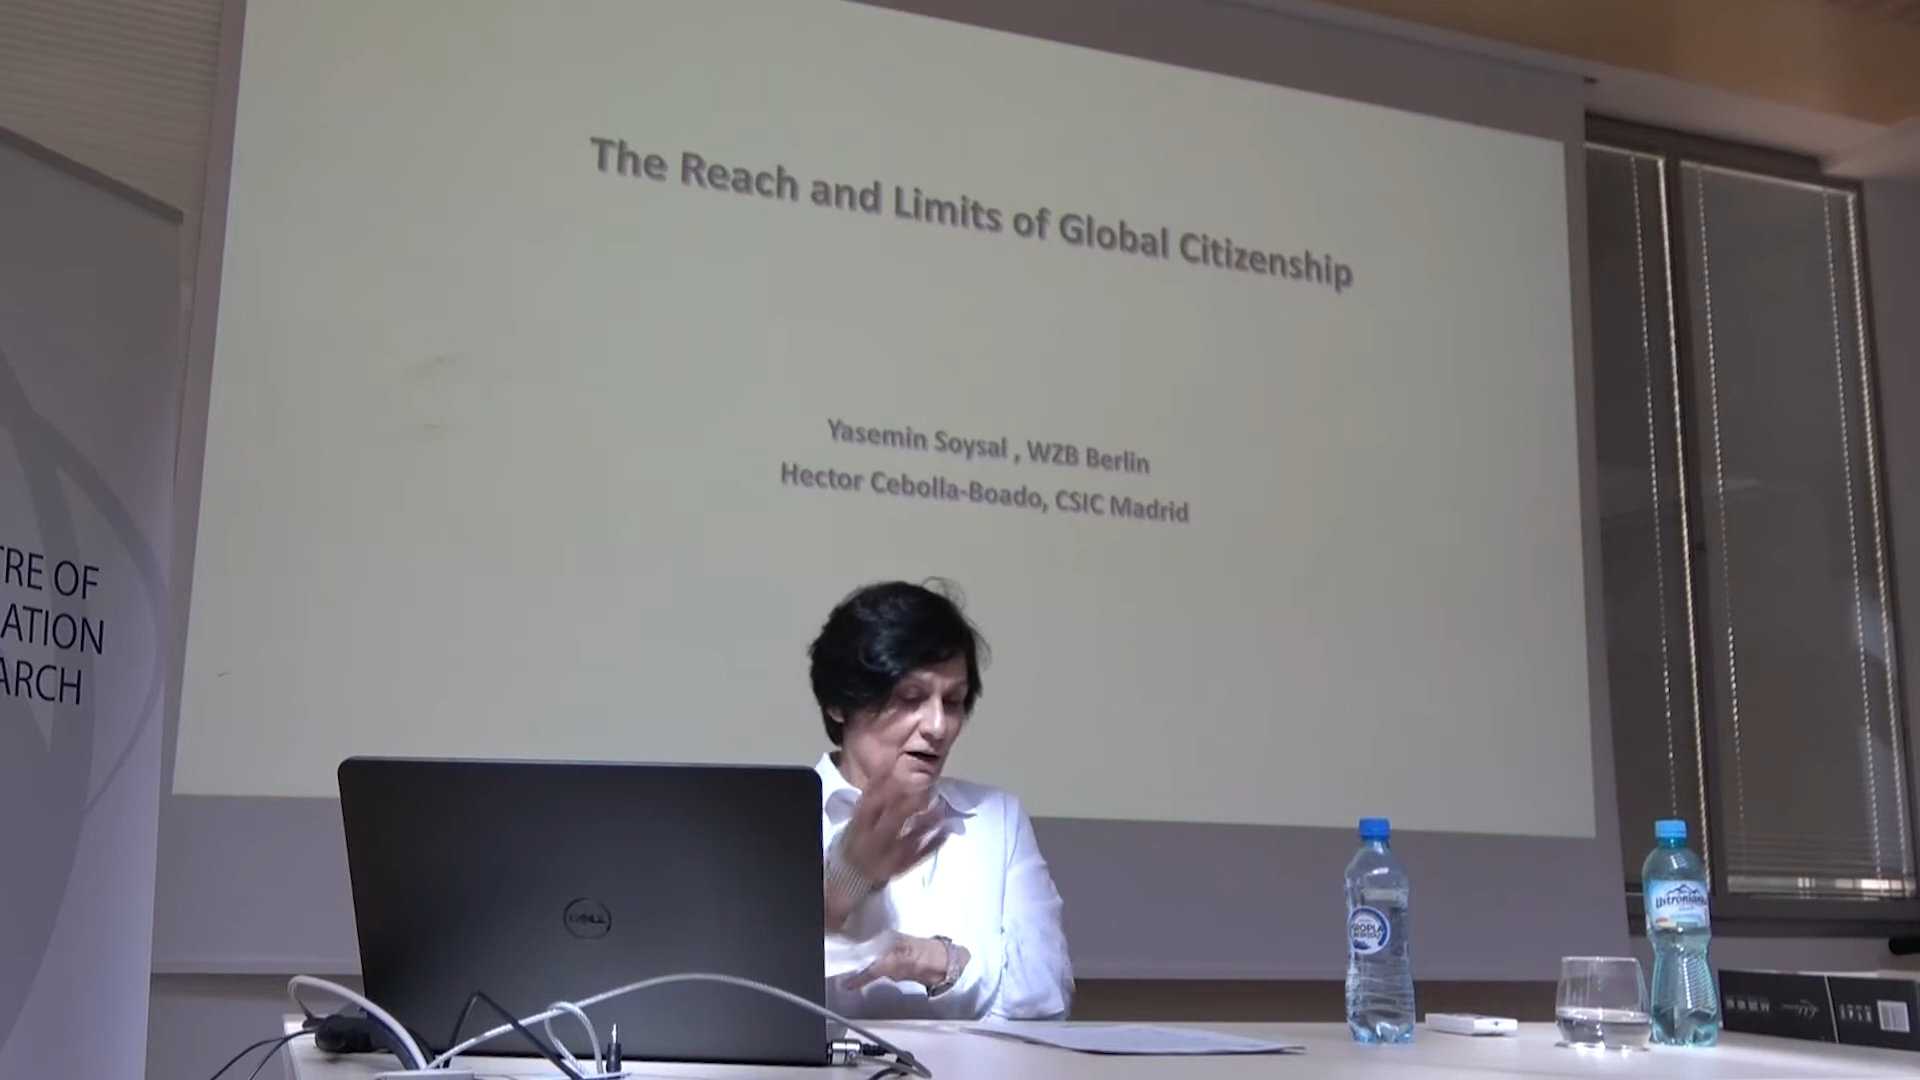 The Reach and Limits of Global Citizenship
Yasemin Soysal , WZB Berlin
Hector Cebolla-Boado, CSIC Madrid
TRE OF
ATION
ARCH
DELL
Ustronianka